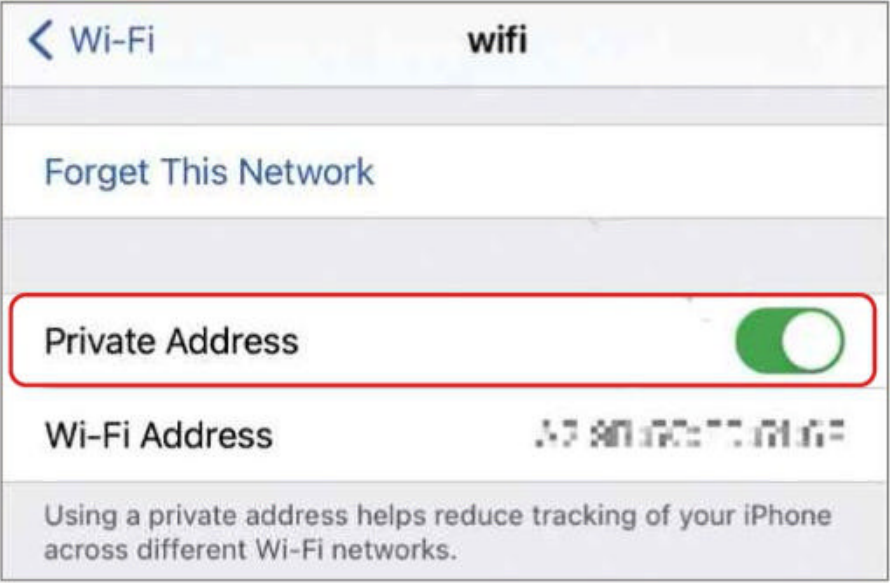 Wi-Fi
wifi
Forget This Network
Private Address
Wi-Fi Address
Using a private address helps reduce tracking of your iPhone
across different Wi-Fi networks.